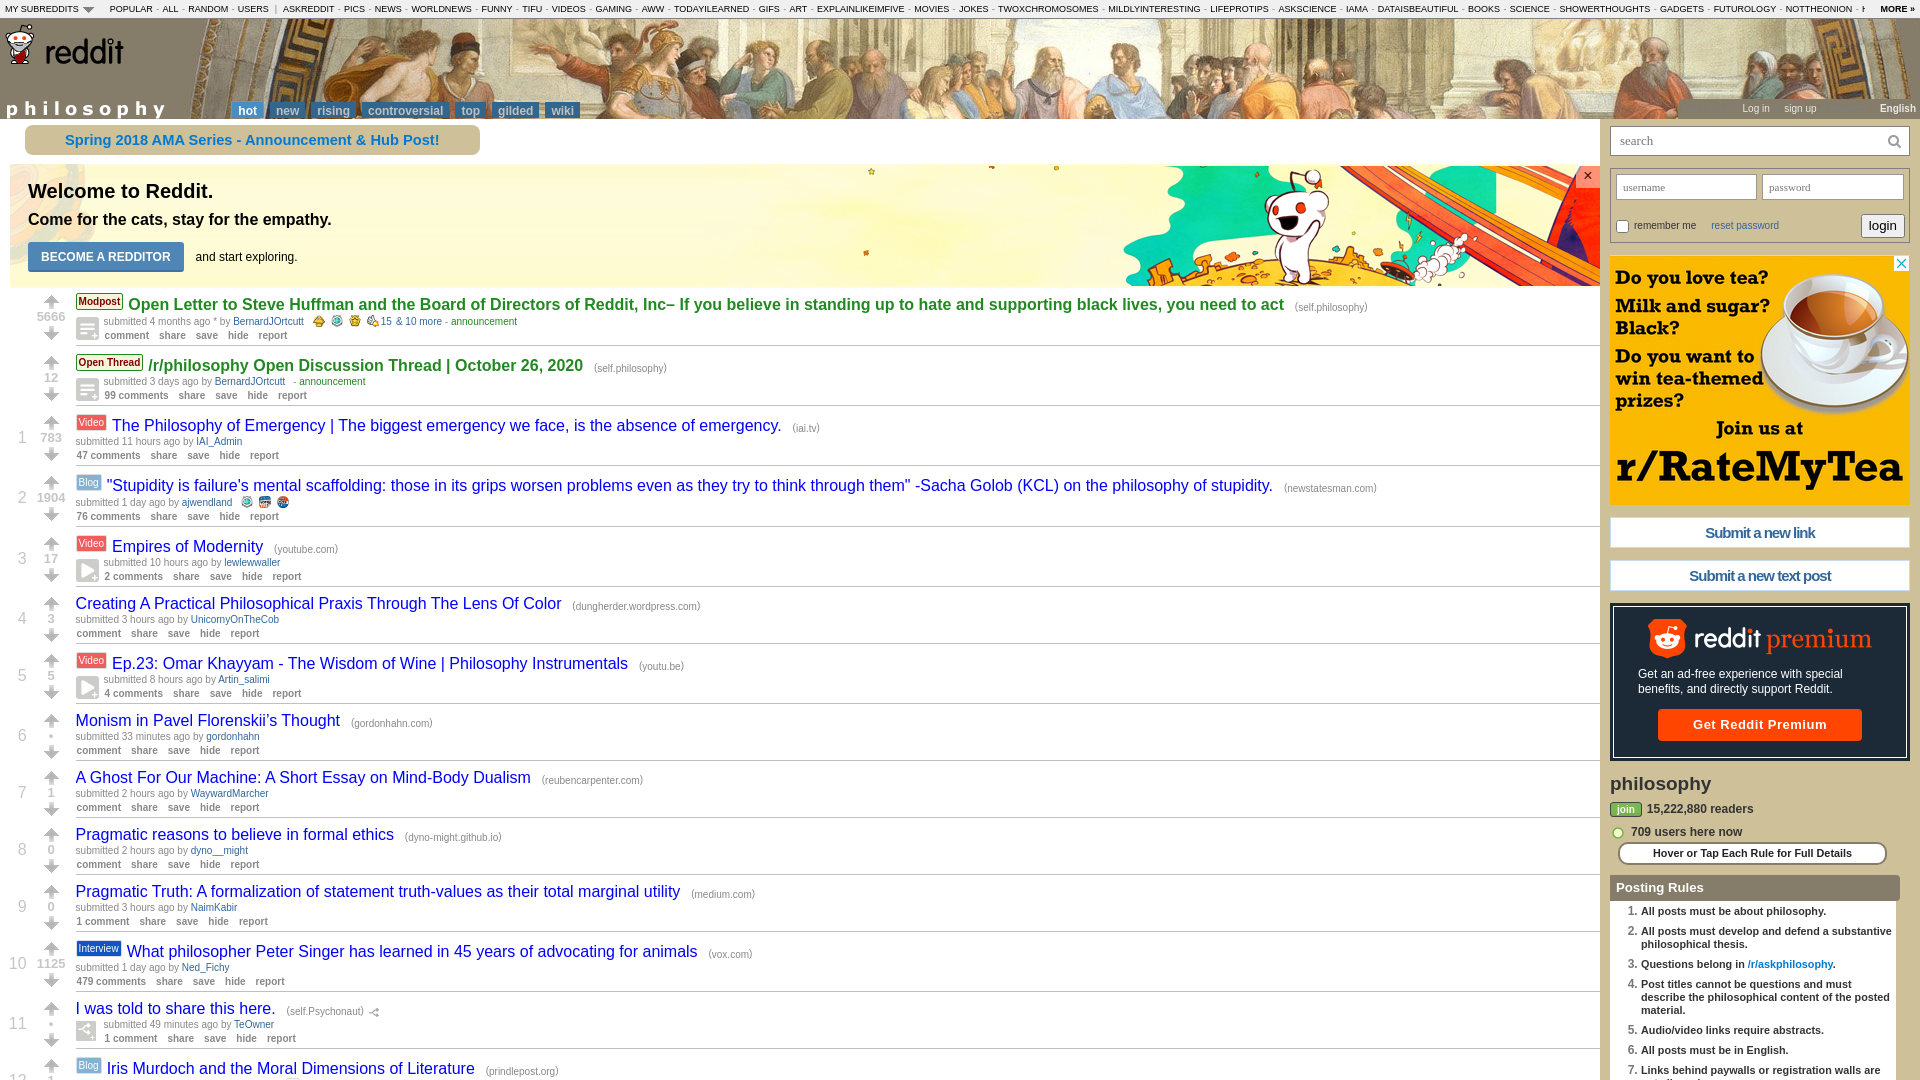 MY SUBREDDITS POPULAR - ALL - RANDOM - USERS | ASKREDDIT - PICS - NEWS - WORLDNEWS - FUNNY - TIFU - VIDEOS - GAMING - AWW - TODAYILEARNED - GIFS - ART - EXPLAINLIKEIMFIVE - MOVIES - JOKES - TWOXCHROMOSOMES - MILDLYINTERESTING - LIFEPROTIPS - ASKSCIENCE - IAMA - DATAISBEAUTIFUL - BOOKS - SCIENCE - SHOWERTHOUGHTS - GADGETS - FUTUROLOGY - NOTTHEONION - MORE »
reddit
philosophy
hot new rising controversial top gilded wiki
Log in sign up English
Spring 2018 AMA Series - Announcement & Hub Post!
Welcome to Reddit.
Come for the cats, stay for the empathy.
BECOME A REDDITOR and start exploring.
×
5666
Modpost Open Letter to Steve Huffman and the Board of Directors of Reddit, Inc– If you believe in standing up to hate and supporting black lives, you need to act (self.philosophy)
submitted 4 months ago * by BernardJOrtcutt 15 & 10 more - announcement
comment share save hide report
12
Open Thread /r/philosophy Open Discussion Thread | October 26, 2020 (self.philosophy)
submitted 3 days ago by BernardJOrtcutt - announcement
99 comments share save hide report
1 783
Video The Philosophy of Emergency | The biggest emergency we face, is the absence of emergency. (iai.tv)
submitted 11 hours ago by IAI_Admin
47 comments share save hide report
2 1904
Blog "Stupidity is failure's mental scaffolding: those in its grips worsen problems even as they try to think through them" -Sacha Golob (KCL) on the philosophy of stupidity. (newstatesman.com)
submitted 1 day ago by ajwendland
76 comments share save hide report
3 17
Video Empires of Modernity (youtube.com)
submitted 10 hours ago by lewlewwaller
2 comments share save hide report
4 3
Creating A Practical Philosophical Praxis Through The Lens Of Color (dungherder.wordpress.com)
submitted 3 hours ago by UnicornyOnTheCob
comment share save hide report
5 5
Video Ep.23: Omar Khayyam - The Wisdom of Wine | Philosophy Instrumentals (youtu.be)
submitted 8 hours ago by Artin_salimi
4 comments share save hide report
6 •
Monism in Pavel Florenskii’s Thought (gordonhahn.com)
submitted 33 minutes ago by gordonhahn
comment share save hide report
7 1
A Ghost For Our Machine: A Short Essay on Mind-Body Dualism (reubencarpenter.com)
submitted 2 hours ago by WaywardMarcher
comment share save hide report
8 0
Pragmatic reasons to believe in formal ethics (dyno-might.github.io)
submitted 2 hours ago by dyno__might
comment share save hide report
9 0
Pragmatic Truth: A formalization of statement truth-values as their total marginal utility (medium.com)
submitted 3 hours ago by NaimKabir
1 comment share save hide report
10 1125
Interview What philosopher Peter Singer has learned in 45 years of advocating for animals (vox.com)
submitted 1 day ago by Ned_Fichy
479 comments share save hide report
11 •
I was told to share this here. (self.Psychonaut)
submitted 49 minutes ago by TeOwner
1 comment share save hide report
Blog Iris Murdoch and the Moral Dimensions of Literature (prindlepost.org)
search
username password
remember me reset password login
Do you love tea?
Milk and sugar?
Black?
Do you want to
win tea-themed
prizes?
Join us at
r/RateMyTea
Submit a new link
Submit a new text post
reddit premium
Get an ad-free experience with special
benefits, and directly support Reddit.
Get Reddit Premium
philosophy
join 15,222,880 readers
709 users here now
Hover or Tap Each Rule for Full Details
Posting Rules
1. All posts must be about philosophy.
2. All posts must develop and defend a substantive
philosophical thesis.
3. Questions belong in /r/askphilosophy.
4. Post titles cannot be questions and must
describe the philosophical content of the posted
material.
5. Audio/video links require abstracts.
6. All posts must be in English.
7. Links behind paywalls or registration walls are